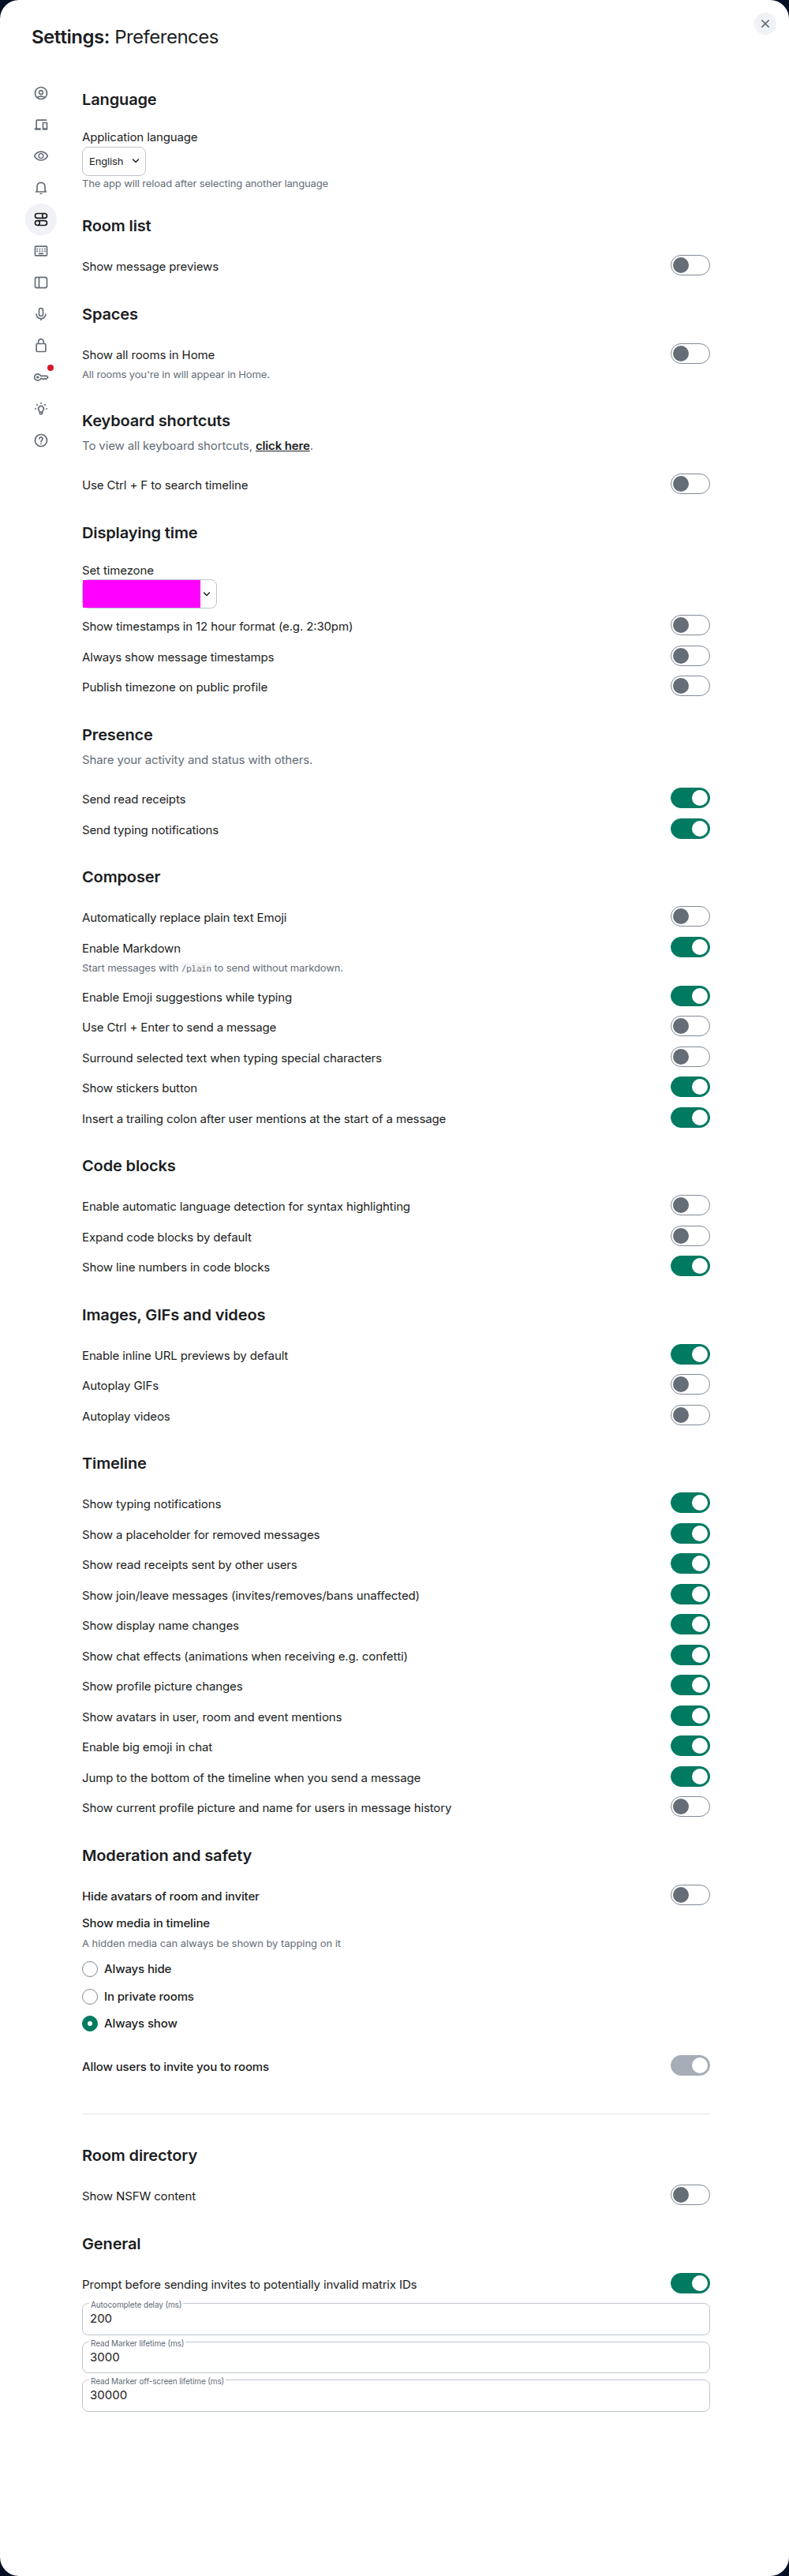 Settings: Preferences
Language
Application language
English
The app will reload after selecting another language
Room list
Show message previews
Spaces
Show all rooms in Home
All rooms you're in will appear in Home.
Keyboard shortcuts
To view all keyboard shortcuts, click here.
Use Ctrl + F to search timeline
Displaying time
Set timezone
Show timestamps in 12 hour format (e.g. 2:30pm)
Always show message timestamps
Publish timezone on public profile
Presence
Share your activity and status with others.
Send read receipts
Send typing notifications
Composer
Automatically replace plain text Emoji
Enable Markdown
Start messages with /plain to send without markdown.
Enable Emoji suggestions while typing
Use Ctrl + Enter to send a message
Surround selected text when typing special characters
Show stickers button
Insert a trailing colon after user mentions at the start of a message
Code blocks
Enable automatic language detection for syntax highlighting
Expand code blocks by default
Show line numbers in code blocks
Images, GIFs and videos
Enable inline URL previews by default
Autoplay GIFs
Autoplay videos
Timeline
Show typing notifications
Show a placeholder for removed messages
Show read receipts sent by other users
Show join/leave messages (invites/removes/bans unaffected)
Show display name changes
Show chat effects (animations when receiving e.g. confetti)
Show profile picture changes
Show avatars in user, room and event mentions
Enable big emoji in chat
Jump to the bottom of the timeline when you send a message
Show current profile picture and name for users in message history
Moderation and safety
Hide avatars of room and inviter
Show media in timeline
A hidden media can always be shown by tapping on it
Always hide
In private rooms
Always show
Allow users to invite you to rooms
Room directory
Show NSFW content
General
Prompt before sending invites to potentially invalid matrix IDs
Autocomplete delay (ms)
200
Read Marker lifetime (ms)
3000
Read Marker off-screen lifetime (ms)
30000